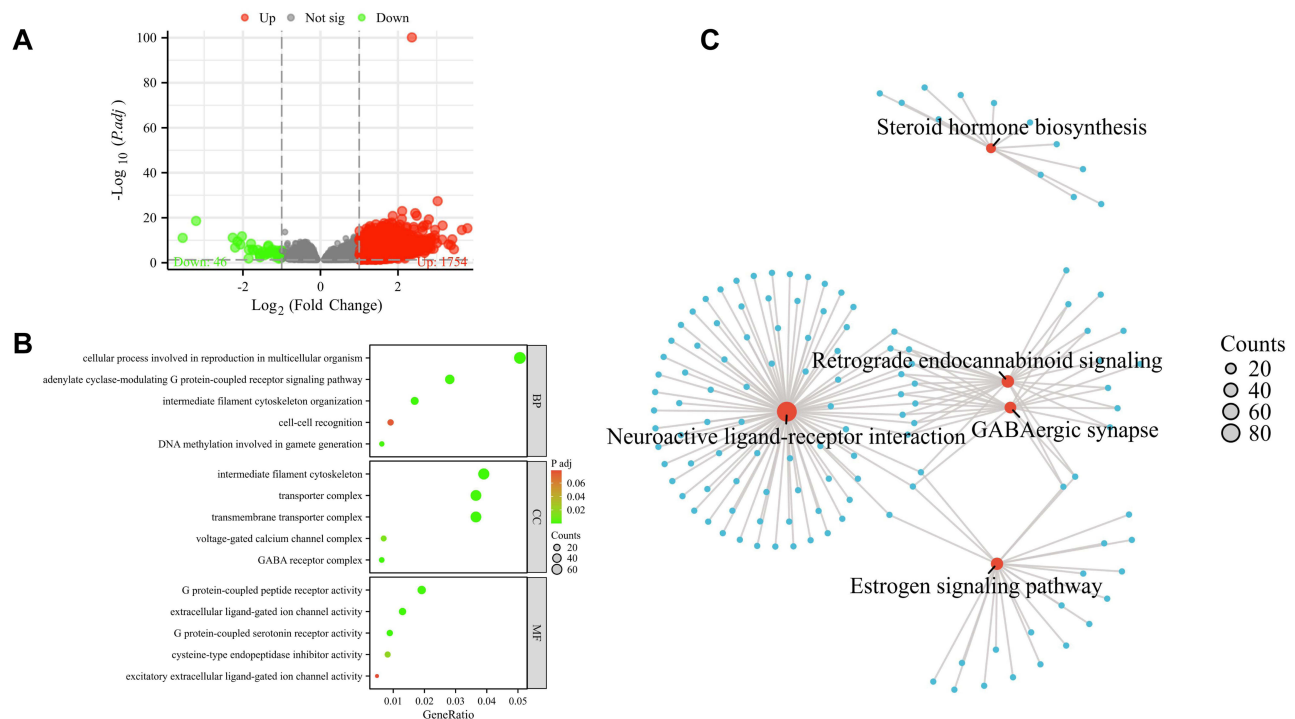 A
Up Not sig Down
-Log10 (P.adj)
100
80
60
40
20
0
Down: 46
Up: 1754
-2 0 2
Log2 (Fold Change)
B
cellular process involved in reproduction in multicellular organism
adenylate cyclase-modulating G protein-coupled receptor signaling pathway
intermediate filament cytoskeleton organization
cell-cell recognition
DNA methylation involved in gamete generation
BP
intermediate filament cytoskeleton
transporter complex
transmembrane transporter complex
voltage-gated calcium channel complex
GABA receptor complex
CC
G protein-coupled peptide receptor activity
extracellular ligand-gated ion channel activity
G protein-coupled serotonin receptor activity
cysteine-type endopeptidase inhibitor activity
excitatory extracellular ligand-gated ion channel activity
MF
0.01 0.02 0.03 0.04 0.05
GeneRatio
P adj
0.06
0.04
0.02
Counts
20
40
60
C
Steroid hormone biosynthesis
Retrograde endocannabinoid signaling
Neuroactive ligand-receptor interaction
GABAergic synapse
Estrogen signaling pathway
Counts
20
40
60
80